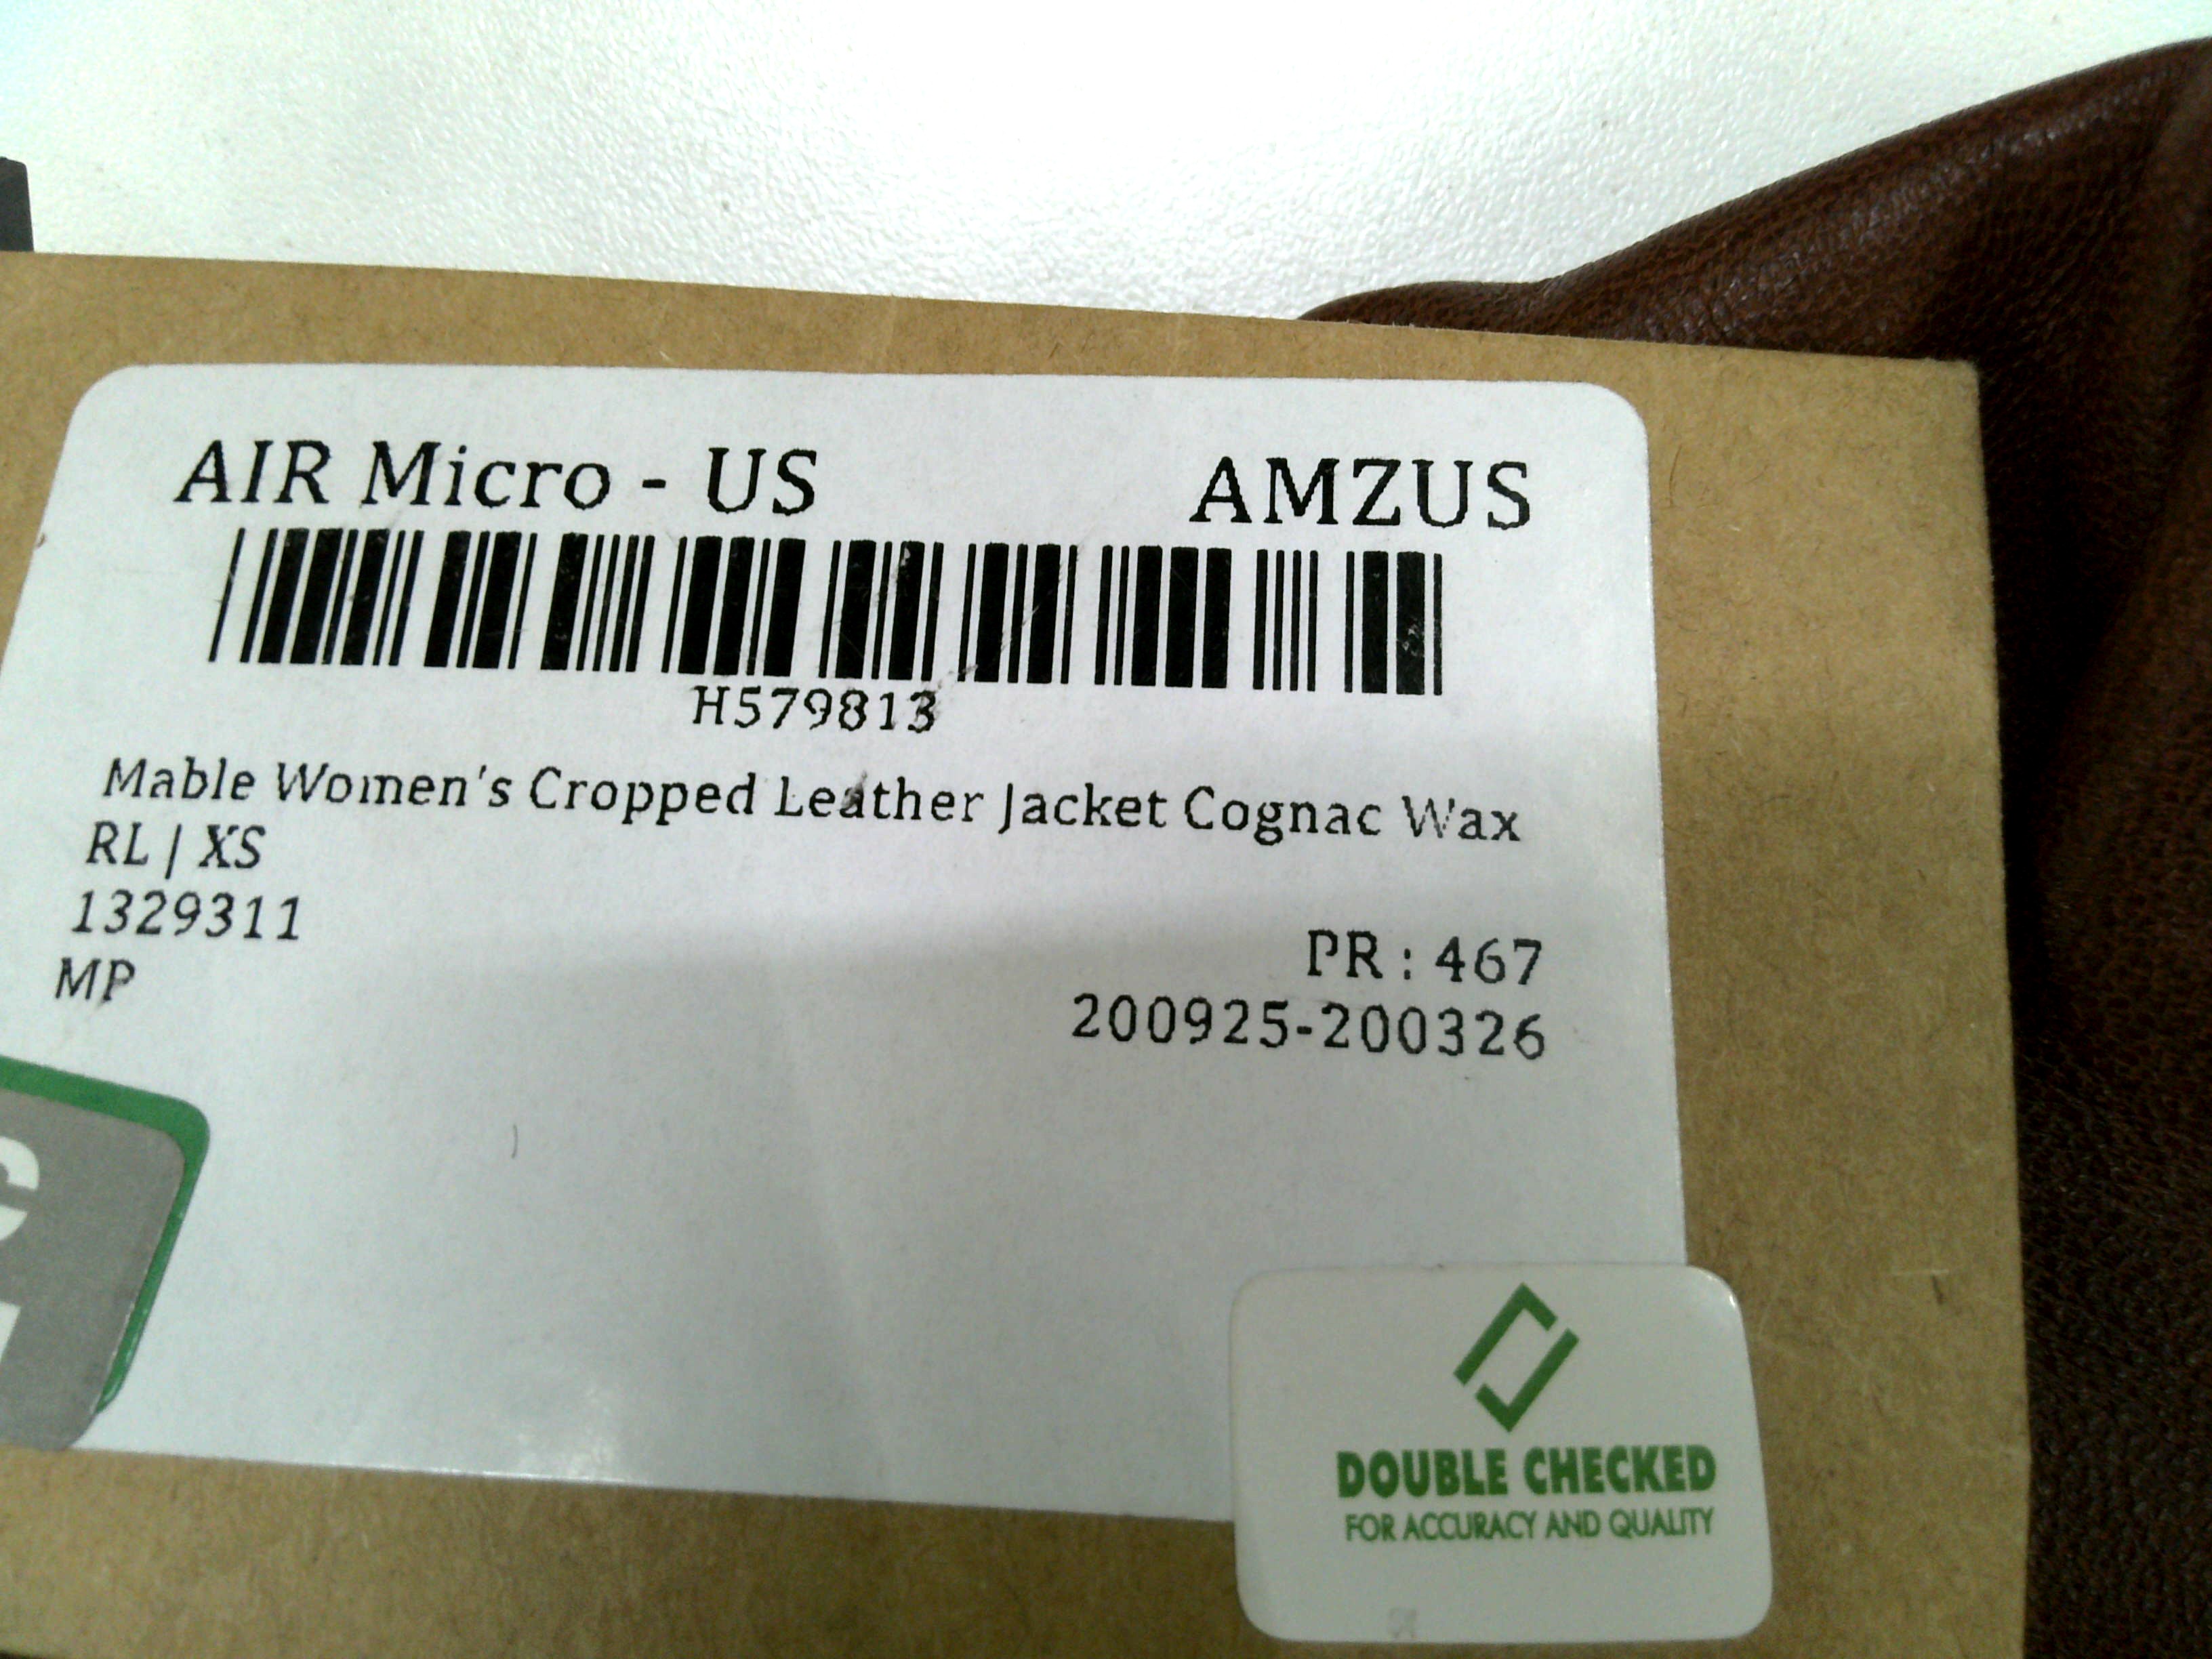 AIR Micro - US AMZUS
H579813
Mable Women's Cropped Leather Jacket Cognac Wax
RL | XS
1329311
MP
PR : 467
200925-200326
DOUBLE CHECKED
FOR ACCURACY AND QUALITY